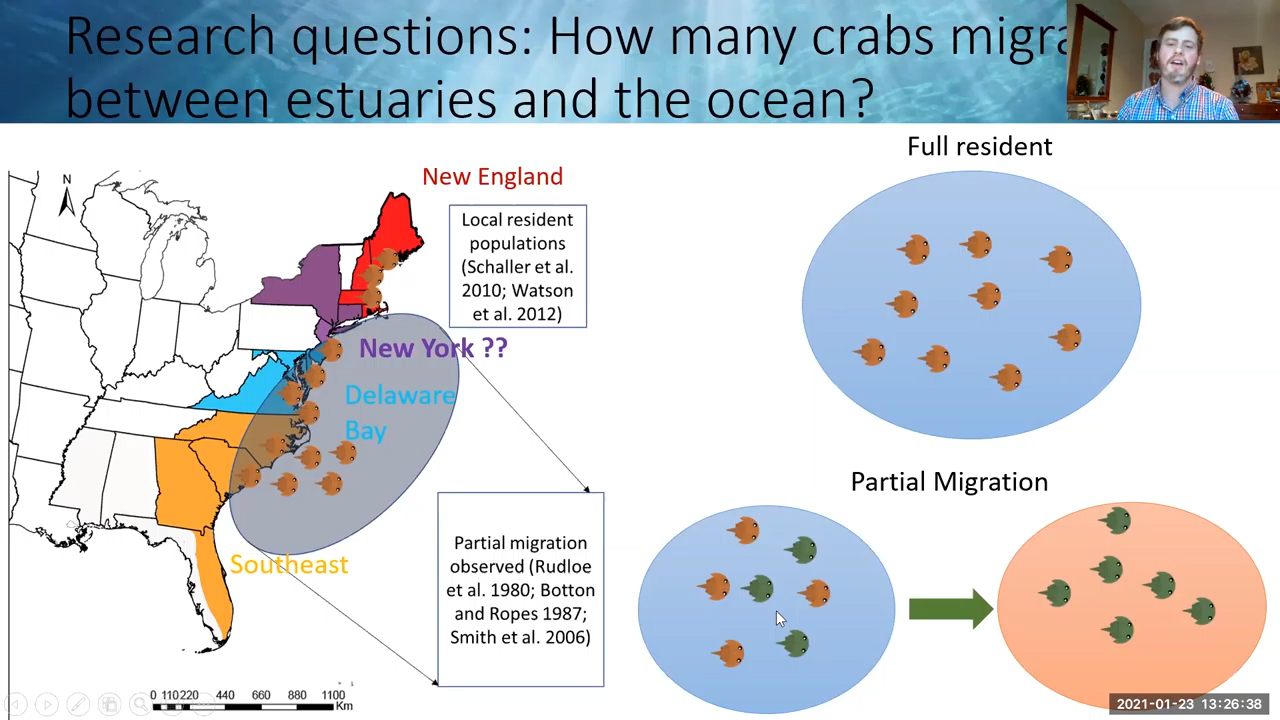 Research questions: How many crabs migra
between estuaries and the ocean?
Full resident
N
New England
Local resident
populations
(Schaller et al.
2010; Watson
et al. 2012)
New York ??
Delaware
Bay
Partial Migration
Partial migration
observed (Rudloe
et al. 1980; Botton
and Ropes 1987;
Smith et al. 2006)
Southeast
0 110 220 440 660 880 1100
Km
2021-01-23 13:26:38